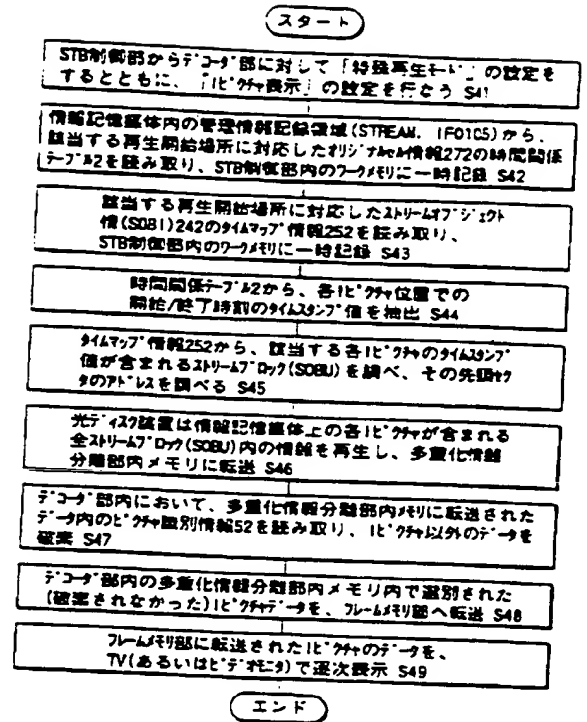 スタート
STB制御部からデコーダ部に対して「特殊再生モード」の設定を
するとともに、「Iピクチャ表示」の設定を行なう S41
情報記憶媒体内の管理情報記録領域(STREAM. IFO105)から、
該当する再生開始場所に対応したオリジナルセル情報272の時間関係
テーブル2を読み取り、STB制御部内のワークメモリに一時記録 S42
該当する再生開始場所に対応したストリームオブジェクト
情(SOBI)242のタイムマップ情報252を読み取り、
STB制御部内のワークメモリに一時記録 S43
時間関係テーブル2から、各Iピクチャ位置での
開始/終了時刻のタイムスタンプ値を抽出 S44
タイムマップ情報252から、該当する各Iピクチャのタイムスタンプ
値が含まれるストリームブロック(SOBU)を調べ、その先頭セク
タのアドレスを調べる S45
光ディスク装置は情報記憶媒体上の各Iピクチャが含まれる
全ストリームブロック(SOBU)内の情報を再生し、多重化情報
分離部内メモリに転送 S46
デコーダ部内において、多重化情報分離部内メモリに転送された
データ内のピクチャ識別情報52を読み取り、Iピクチャ以外のデータを
破棄 S47
デコーダ部内の多重化情報分離部内メモリ内で選別された
(破棄されなかった)Iピクチャデータを、フレームメモリ部へ転送 S48
フレームメモリ部に転送されたIピクチャのデータを、
TV(あるいはビデオモニタ)で逐次表示 S49
エンド